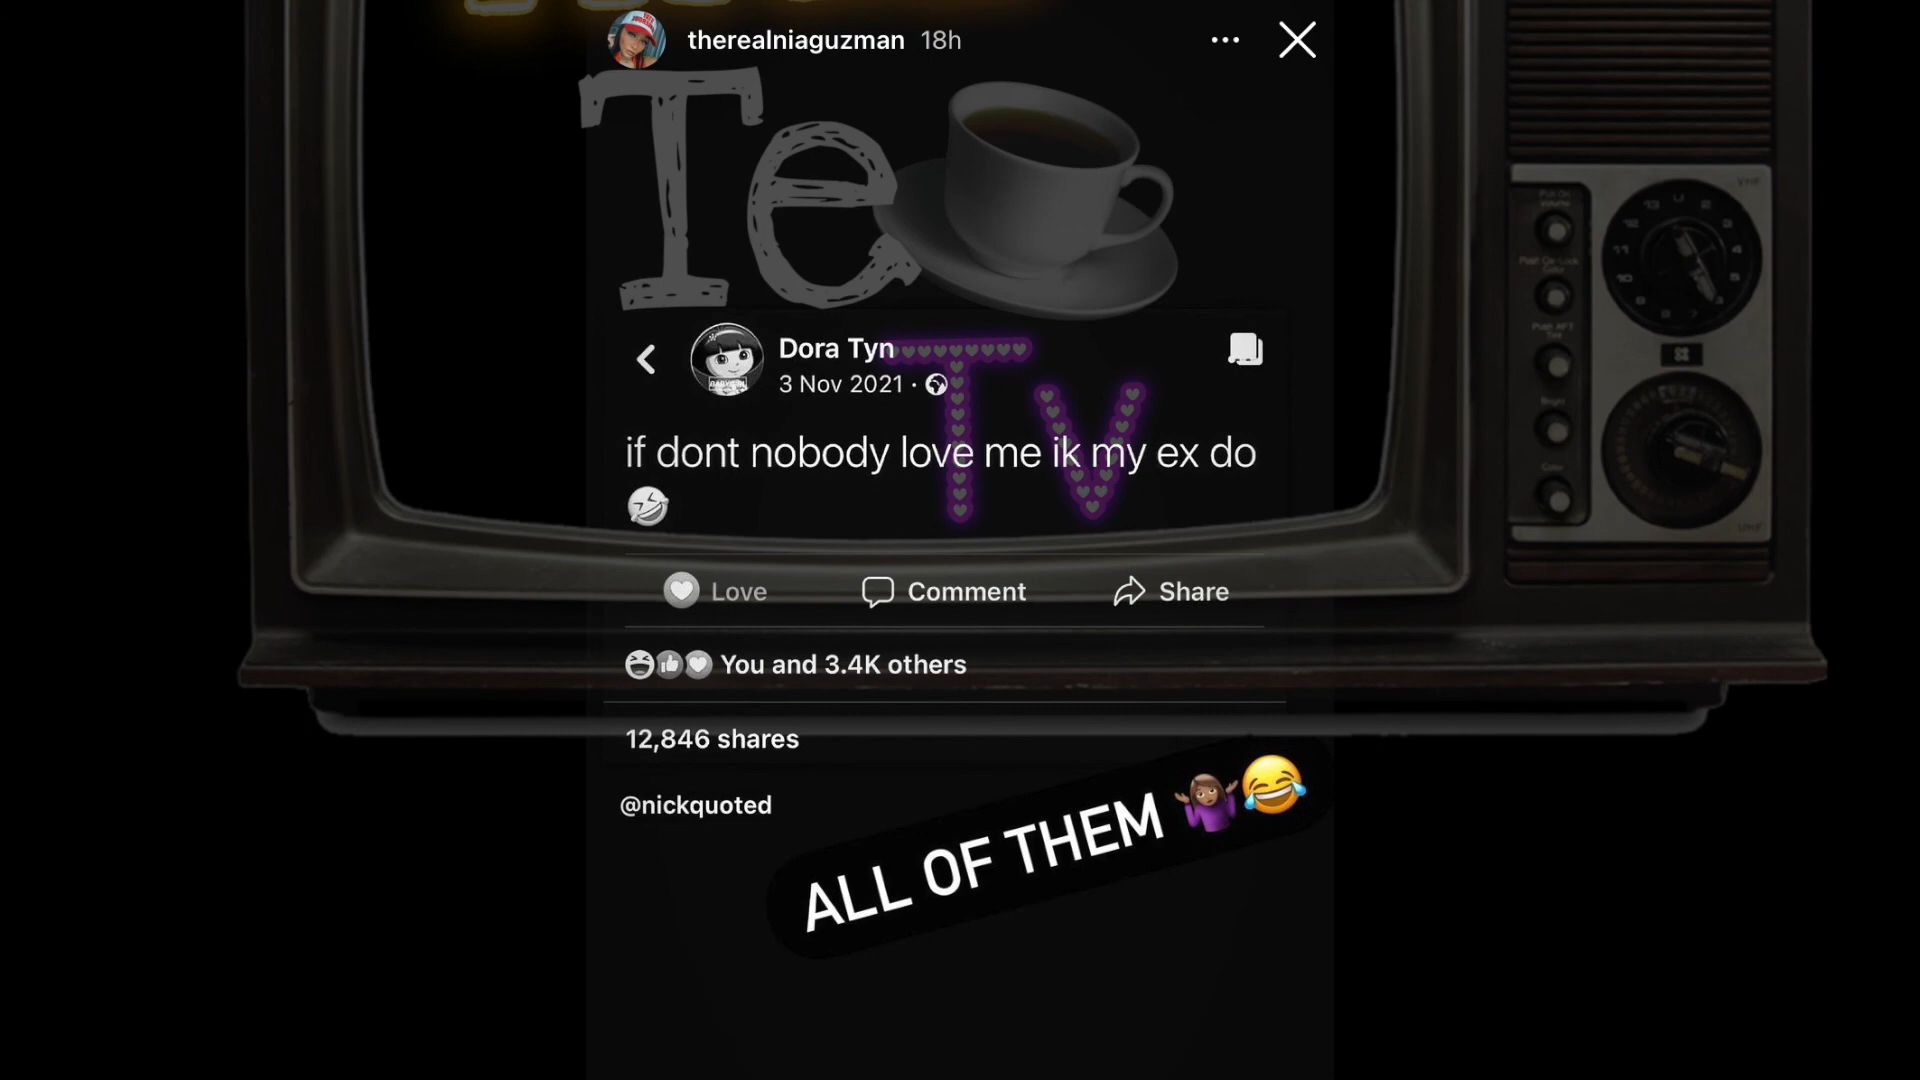 therealniaguzman 18h
Te
Dora Tyn
3 Nov 2021 ·
Tv
if dont nobody love me ik my ex do
🤣
Love Comment Share
You and 3.4K others
12,846 shares
@nickquoted
ALL OF THEM 🤷🏽‍♀️😂